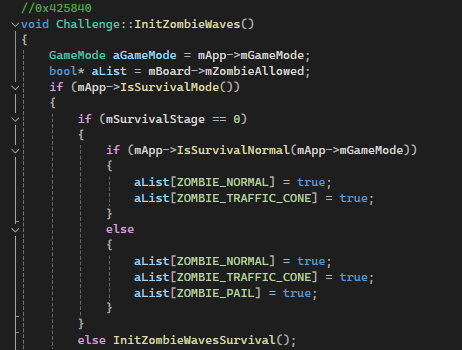 //0x425840
void Challenge::InitZombieWaves()
{
    GameMode aGameMode = mApp->mGameMode;
    bool* aList = mBoard->mZombieAllowed;
    if (mApp->IsSurvivalMode())
    {
        if (mSurvivalStage == 0)
        {
            if (mApp->IsSurvivalNormal(mApp->mGameMode))
            {
                aList[ZOMBIE_NORMAL] = true;
                aList[ZOMBIE_TRAFFIC_CONE] = true;
            }
            else
            {
                aList[ZOMBIE_NORMAL] = true;
                aList[ZOMBIE_TRAFFIC_CONE] = true;
                aList[ZOMBIE_PAIL] = true;
            }
        }
        else InitZombieWavesSurvival();